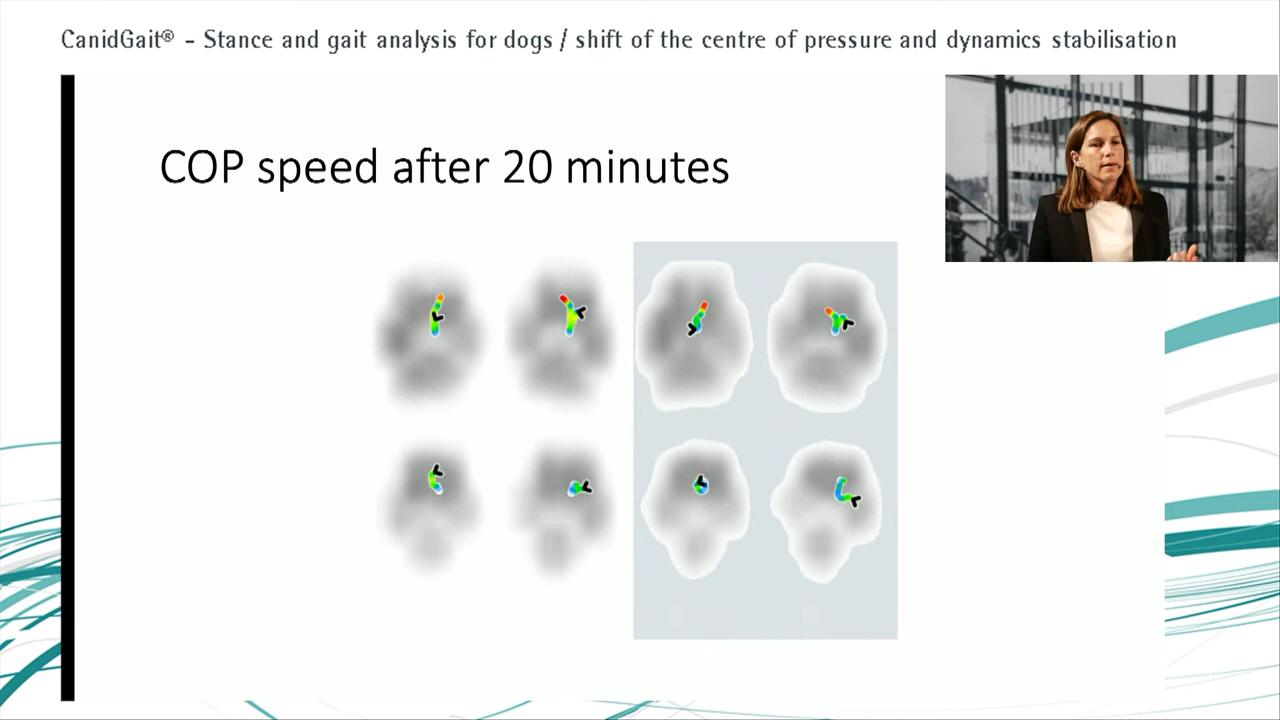 CanidGait® - Stance and gait analysis for dogs / shift of the centre of pressure and dynamics stabilisation
COP speed after 20 minutes